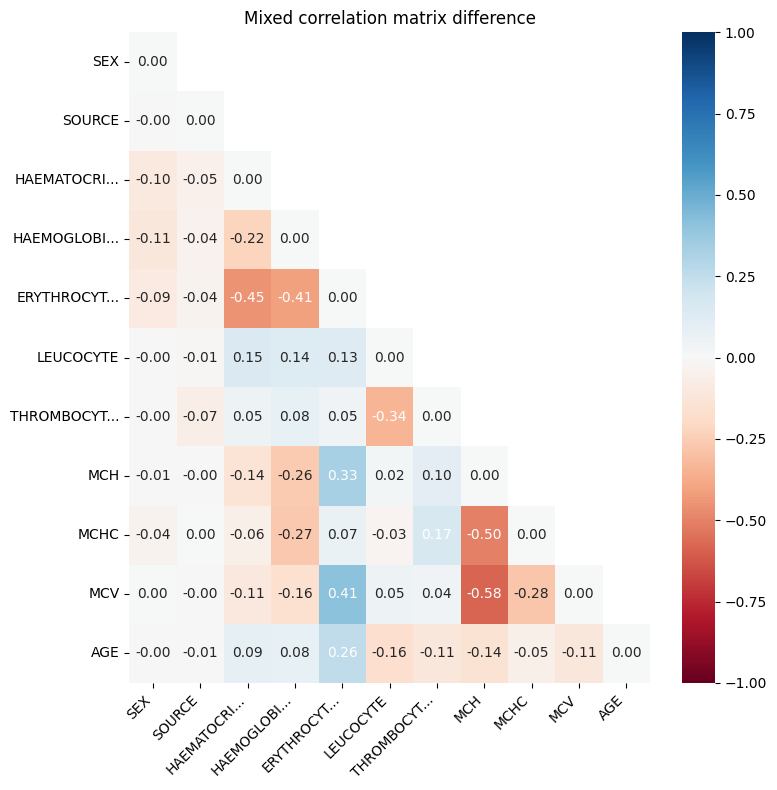 Mixed correlation matrix difference
SEX 0.00
SOURCE -0.00 0.00
HAEMATOCRI... -0.10 -0.05 0.00
HAEMOGLOBI... -0.11 -0.04 -0.22 0.00
ERYTHROCYT... -0.09 -0.04 -0.45 -0.41 0.00
LEUCOCYTE -0.00 -0.01 0.15 0.14 0.13 0.00
THROMBOCYT... -0.00 -0.07 0.05 0.08 0.05 -0.34 0.00
MCH -0.01 -0.00 -0.14 -0.26 0.33 0.02 0.10 0.00
MCHC -0.04 0.00 -0.06 -0.27 0.07 -0.03 0.17 -0.50 0.00
MCV 0.00 -0.00 -0.11 -0.16 0.41 0.05 0.04 -0.58 -0.28 0.00
AGE -0.00 -0.01 0.09 0.08 0.26 -0.16 -0.11 -0.14 -0.05 -0.11 0.00
SEX
SOURCE
HAEMATOCRI...
HAEMOGLOBI...
ERYTHROCYT...
LEUCOCYTE
THROMBOCYT...
MCH
MCHC
MCV
AGE
1.00
0.75
0.50
0.25
0.00
−0.25
−0.50
−0.75
−1.00